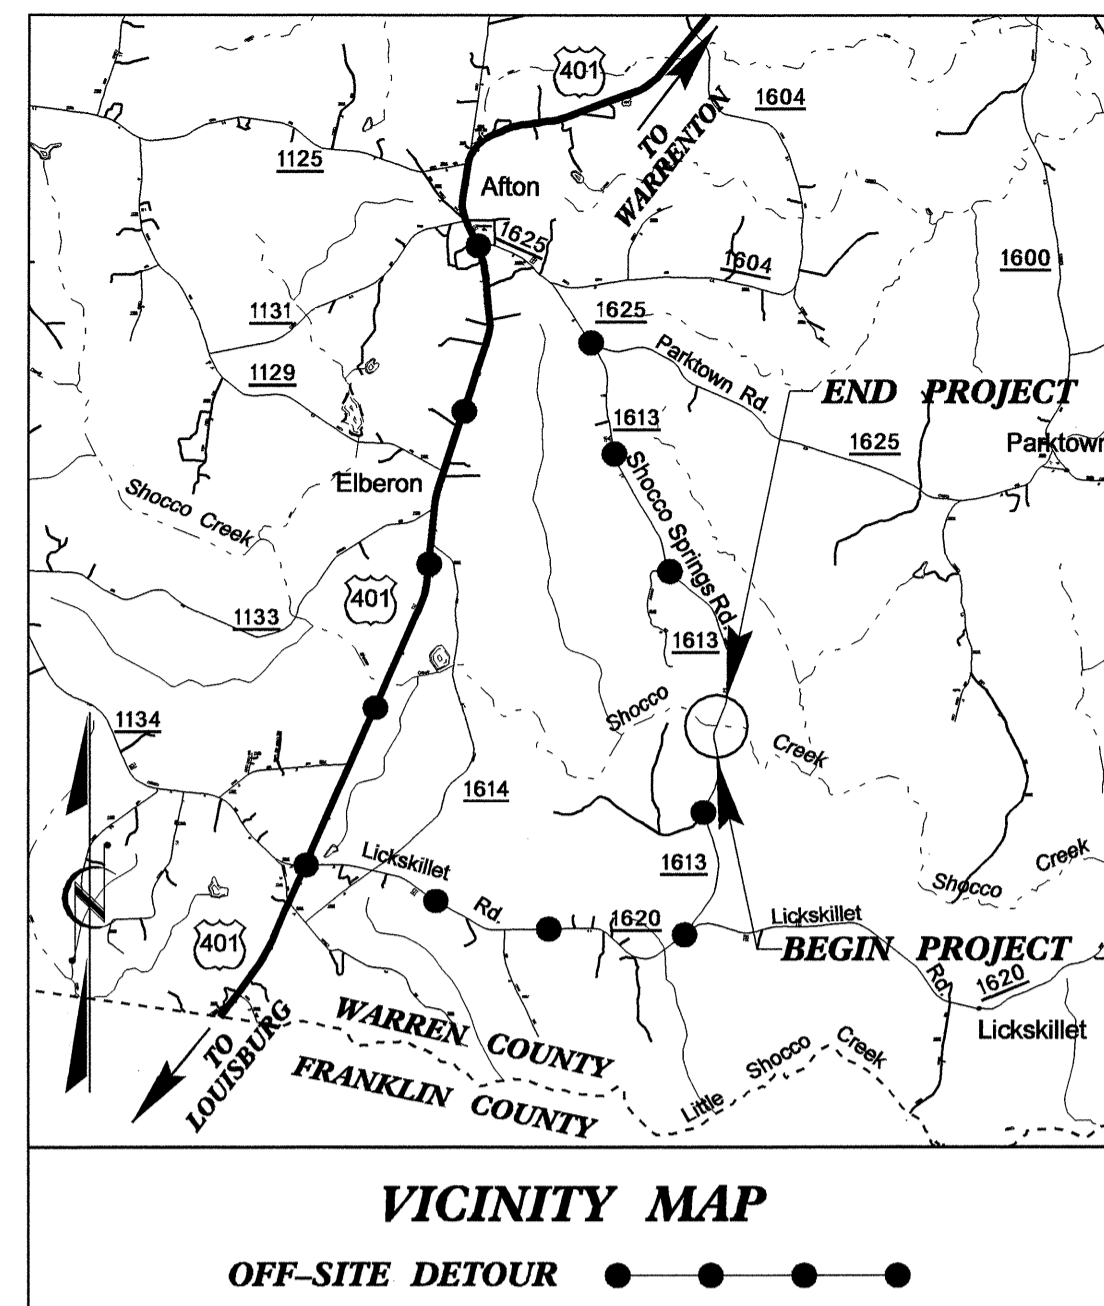 401
1604
TO
WARRENTON
1125
Afton
1625
1604
1600
1131
1625
Parktown Rd.
1129
END PROJECT
1613
1625
Parktown
Elberon
Shocco Creek
Shocco Springs Rd.
401
1133
1613
Shocco
Creek
1134
1614
Lickskillet
Rd.
1613
Creek
Shocco
1620
Lickskillet
Rd.
401
BEGIN PROJECT
1620
Lickskillet
N
TO
LOUISBURG
WARREN COUNTY
FRANKLIN COUNTY
Little
Shocco
Creek
VICINITY MAP
OFF-SITE DETOUR